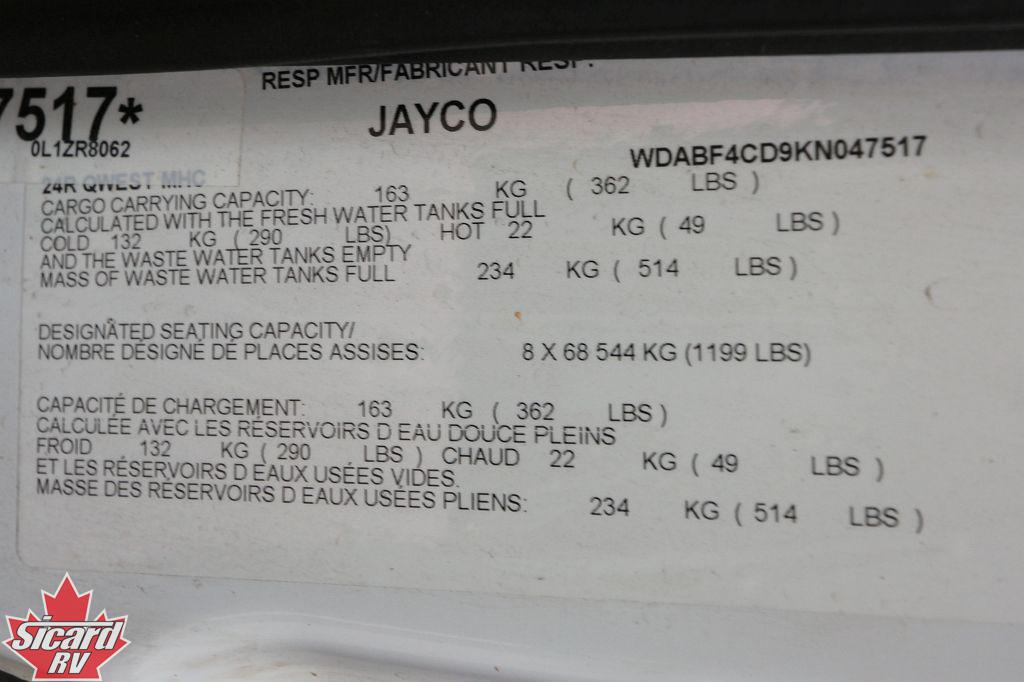 RESP MFR/FABRICANT RESP:
7517*
JAYCO
0L1ZR8062
WDABF4CD9KN047517
24R QWEST MHC
CARGO CARRYING CAPACITY: 163 KG ( 362 LBS )
CALCULATED WITH THE FRESH WATER TANKS FULL
COLD 132 KG ( 290 LBS) HOT 22 KG ( 49 LBS )
AND THE WASTE WATER TANKS EMPTY
MASS OF WASTE WATER TANKS FULL 234 KG ( 514 LBS )
DESIGNATED SEATING CAPACITY/
NOMBRE DÉSIGNÉ DE PLACES ASSISES: 8 X 68 544 KG (1199 LBS)
CAPACITÉ DE CHARGEMENT: 163 KG ( 362 LBS )
CALCULÉE AVEC LES RÉSERVOIRS D EAU DOUCE PLEINS
FROID 132 KG ( 290 LBS ) CHAUD 22 KG ( 49 LBS )
ET LES RÉSERVOIRS D EAUX USÉES VIDES.
MASSE DES RÉSERVOIRS D EAUX USÉES PLIENS: 234 KG ( 514 LBS )
Sicard
RV